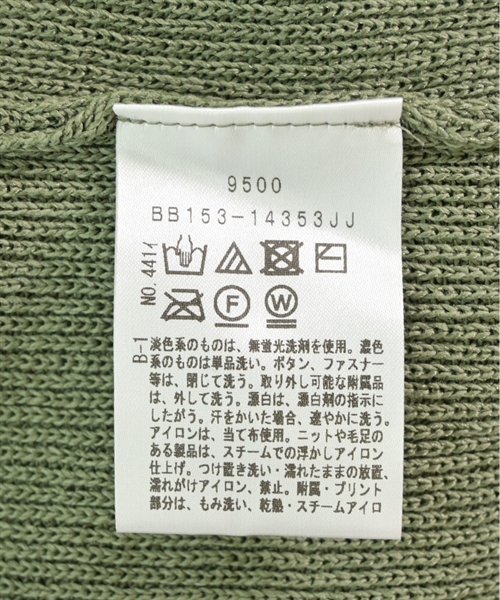 9500
BB153-14353JJ
NO.441イ
F
W
B-1
淡色系のものは、無蛍光洗剤を使用。濃色
系のものは単品洗い。ボタン、ファスナー
等は、閉じて洗う。取り外し可能な附属品
は、外して洗う。漂白は、漂白剤の指示に
したがう。汗をかいた場合、速やかに洗う。
アイロンは、当て布使用。ニットや毛足の
ある製品は、スチームでの浮かしアイロン
仕上げ。つけ置き洗い・濡れたままの放置、
濡れがけアイロン、禁止。附属・プリント
部分は、もみ洗い、乾熱・スチームアイロ